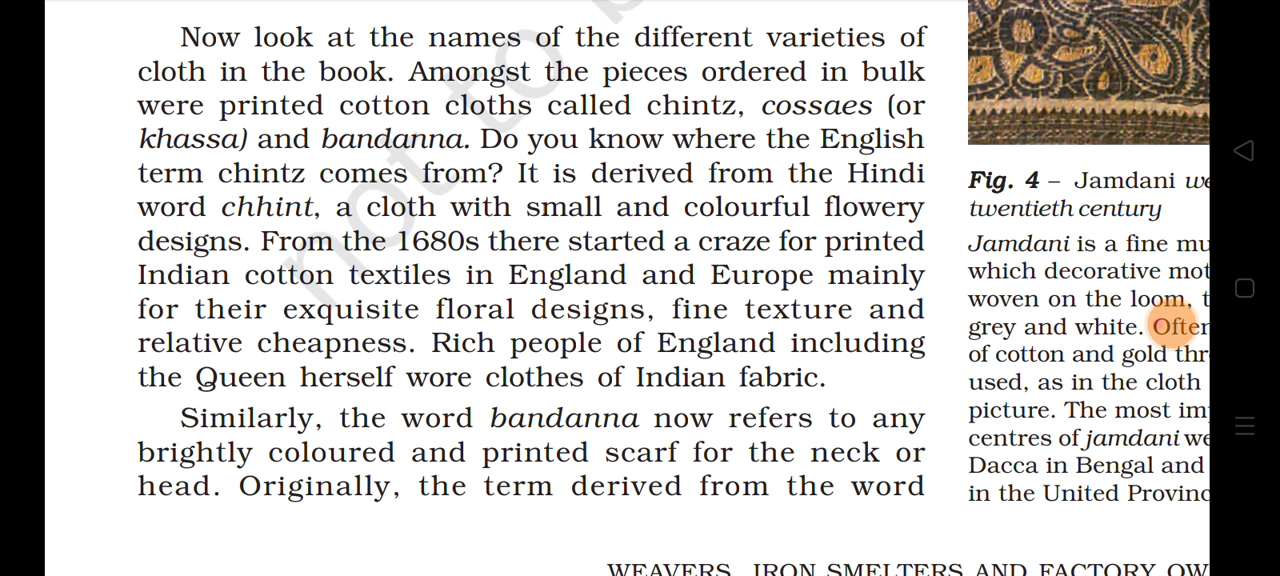 Now look at the names of the different varieties of
cloth in the book. Amongst the pieces ordered in bulk
were printed cotton cloths called chintz, cossaes (or
khassa) and bandanna. Do you know where the English
term chintz comes from? It is derived from the Hindi
word chhint, a cloth with small and colourful flowery
designs. From the 1680s there started a craze for printed
Indian cotton textiles in England and Europe mainly
for their exquisite floral designs, fine texture and
relative cheapness. Rich people of England including
the Queen herself wore clothes of Indian fabric.
Similarly, the word bandanna now refers to any
brightly coloured and printed scarf for the neck or
head. Originally, the term derived from the word
Fig. 4 – Jamdani
twentieth century
Jamdani is a fine
which decorative
woven on the loom,
grey and white. Often
of cotton and gold
used, as in the cloth
picture. The most
centres of jamdani
Dacca in Bengal and
in the United
WEAVERS, IRON SMELTERS AND FACTORY
not to